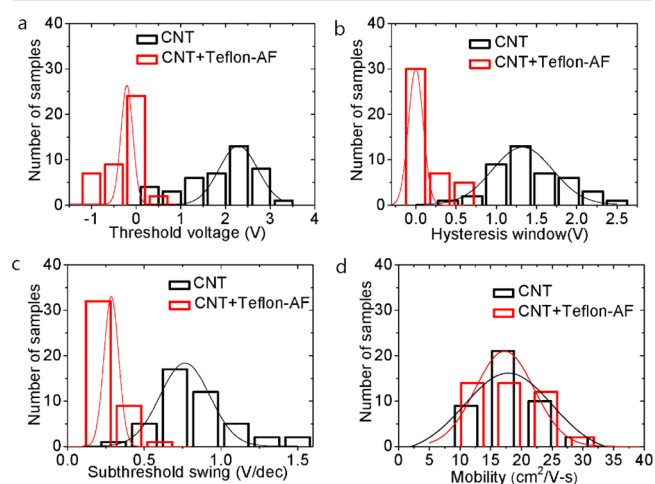 a
Number of samples
40
30
20
10
0
CNT
CNT+Teflon-AF
-1 0 1 2 3 4
Threshold voltage (V)
b
Number of samples
40
30
20
10
0
CNT
CNT+Teflon-AF
0.0 0.5 1.0 1.5 2.0 2.5
Hysteresis window(V)
c
Number of samples
40
30
20
10
0
CNT
CNT+Teflon-AF
0.0 0.5 1.0 1.5
Subthreshold swing (V/dec)
d
Number of samples
40
30
20
10
0
CNT
CNT+Teflon-AF
0 5 10 15 20 25 30 35 40
Mobility (cm²/V-s)